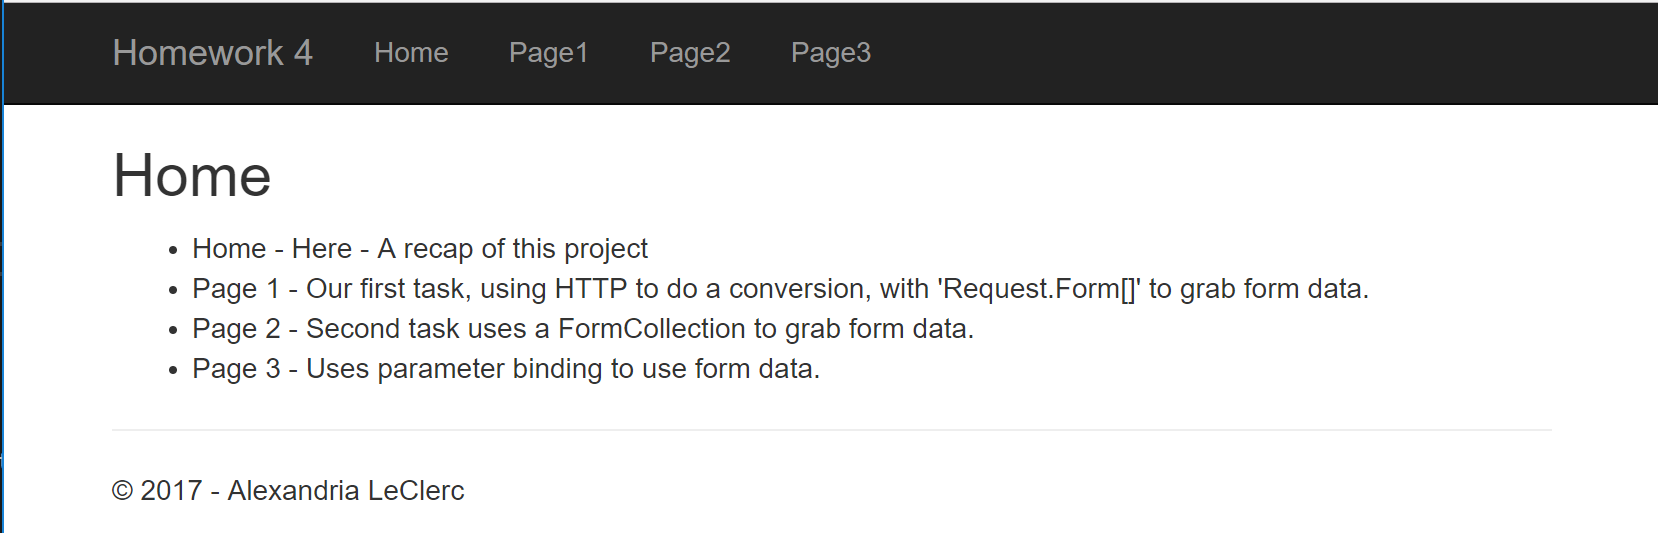 Homework 4 Home Page1 Page2 Page3
Home
• Home - Here - A recap of this project
• Page 1 - Our first task, using HTTP to do a conversion, with 'Request.Form[]' to grab form data.
• Page 2 - Second task uses a FormCollection to grab form data.
• Page 3 - Uses parameter binding to use form data.
© 2017 - Alexandria LeClerc